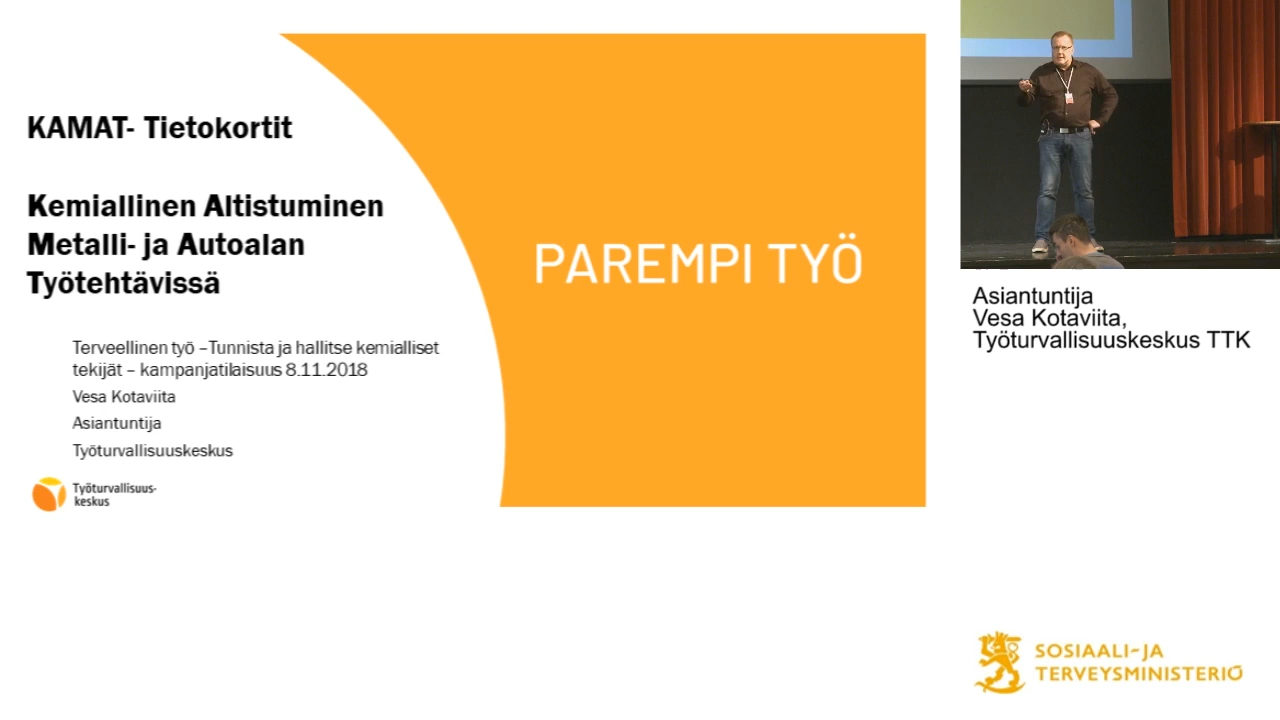 KAMAT- Tietokortit
Kemiallinen Altistuminen
Metalli- ja Autoalan
Työtehtävissä
Terveellinen työ –Tunnista ja hallitse kemialliset
tekijät – kampanjatilaisuus 8.11.2018
Vesa Kotaviita
Asiantuntija
Työturvallisuuskeskus
Työturvallisuus-
keskus
PAREMPI TYÖ
Asiantuntija
Vesa Kotaviita,
Työturvallisuuskeskus TTK
SOSIAALI-JA
TERVEYSMINISTERIÖ